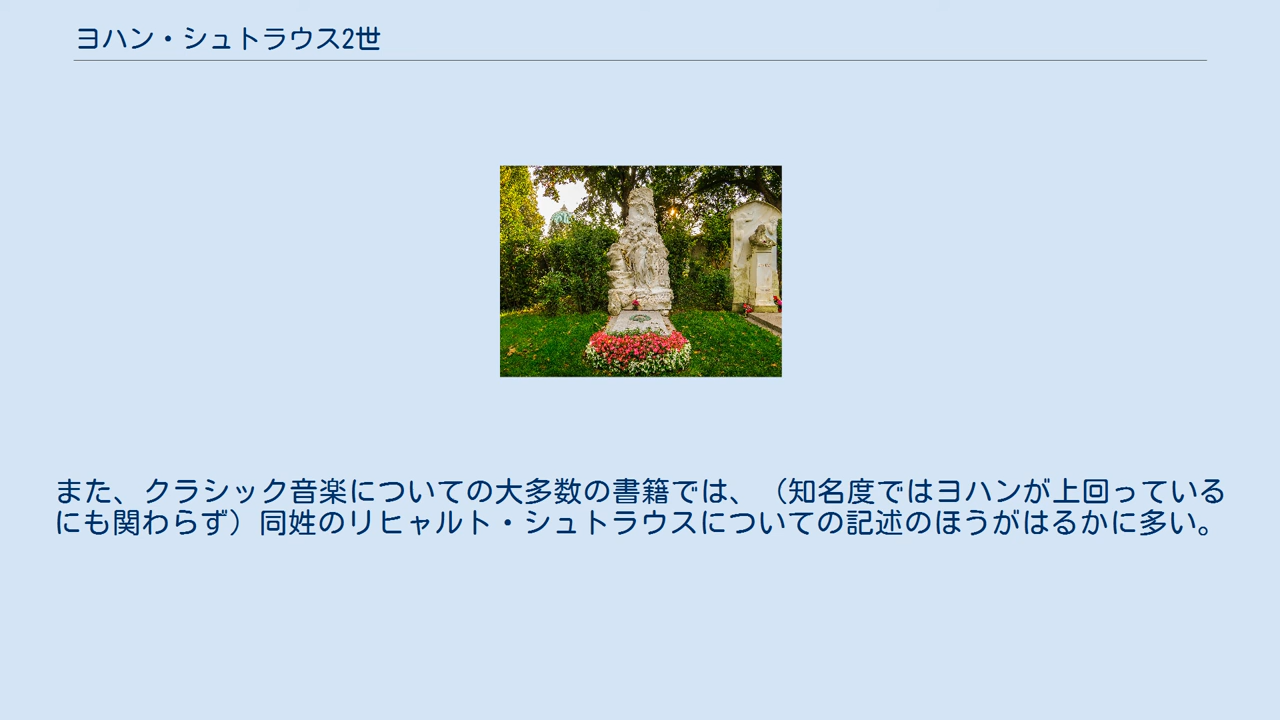 ヨハン・シュトラウス2世
また、クラシック音楽についての大多数の書籍では、（知名度ではヨハンが上回っている
にも関わらず）同姓のリヒャルト・シュトラウスについての記述のほうがはるかに多い。